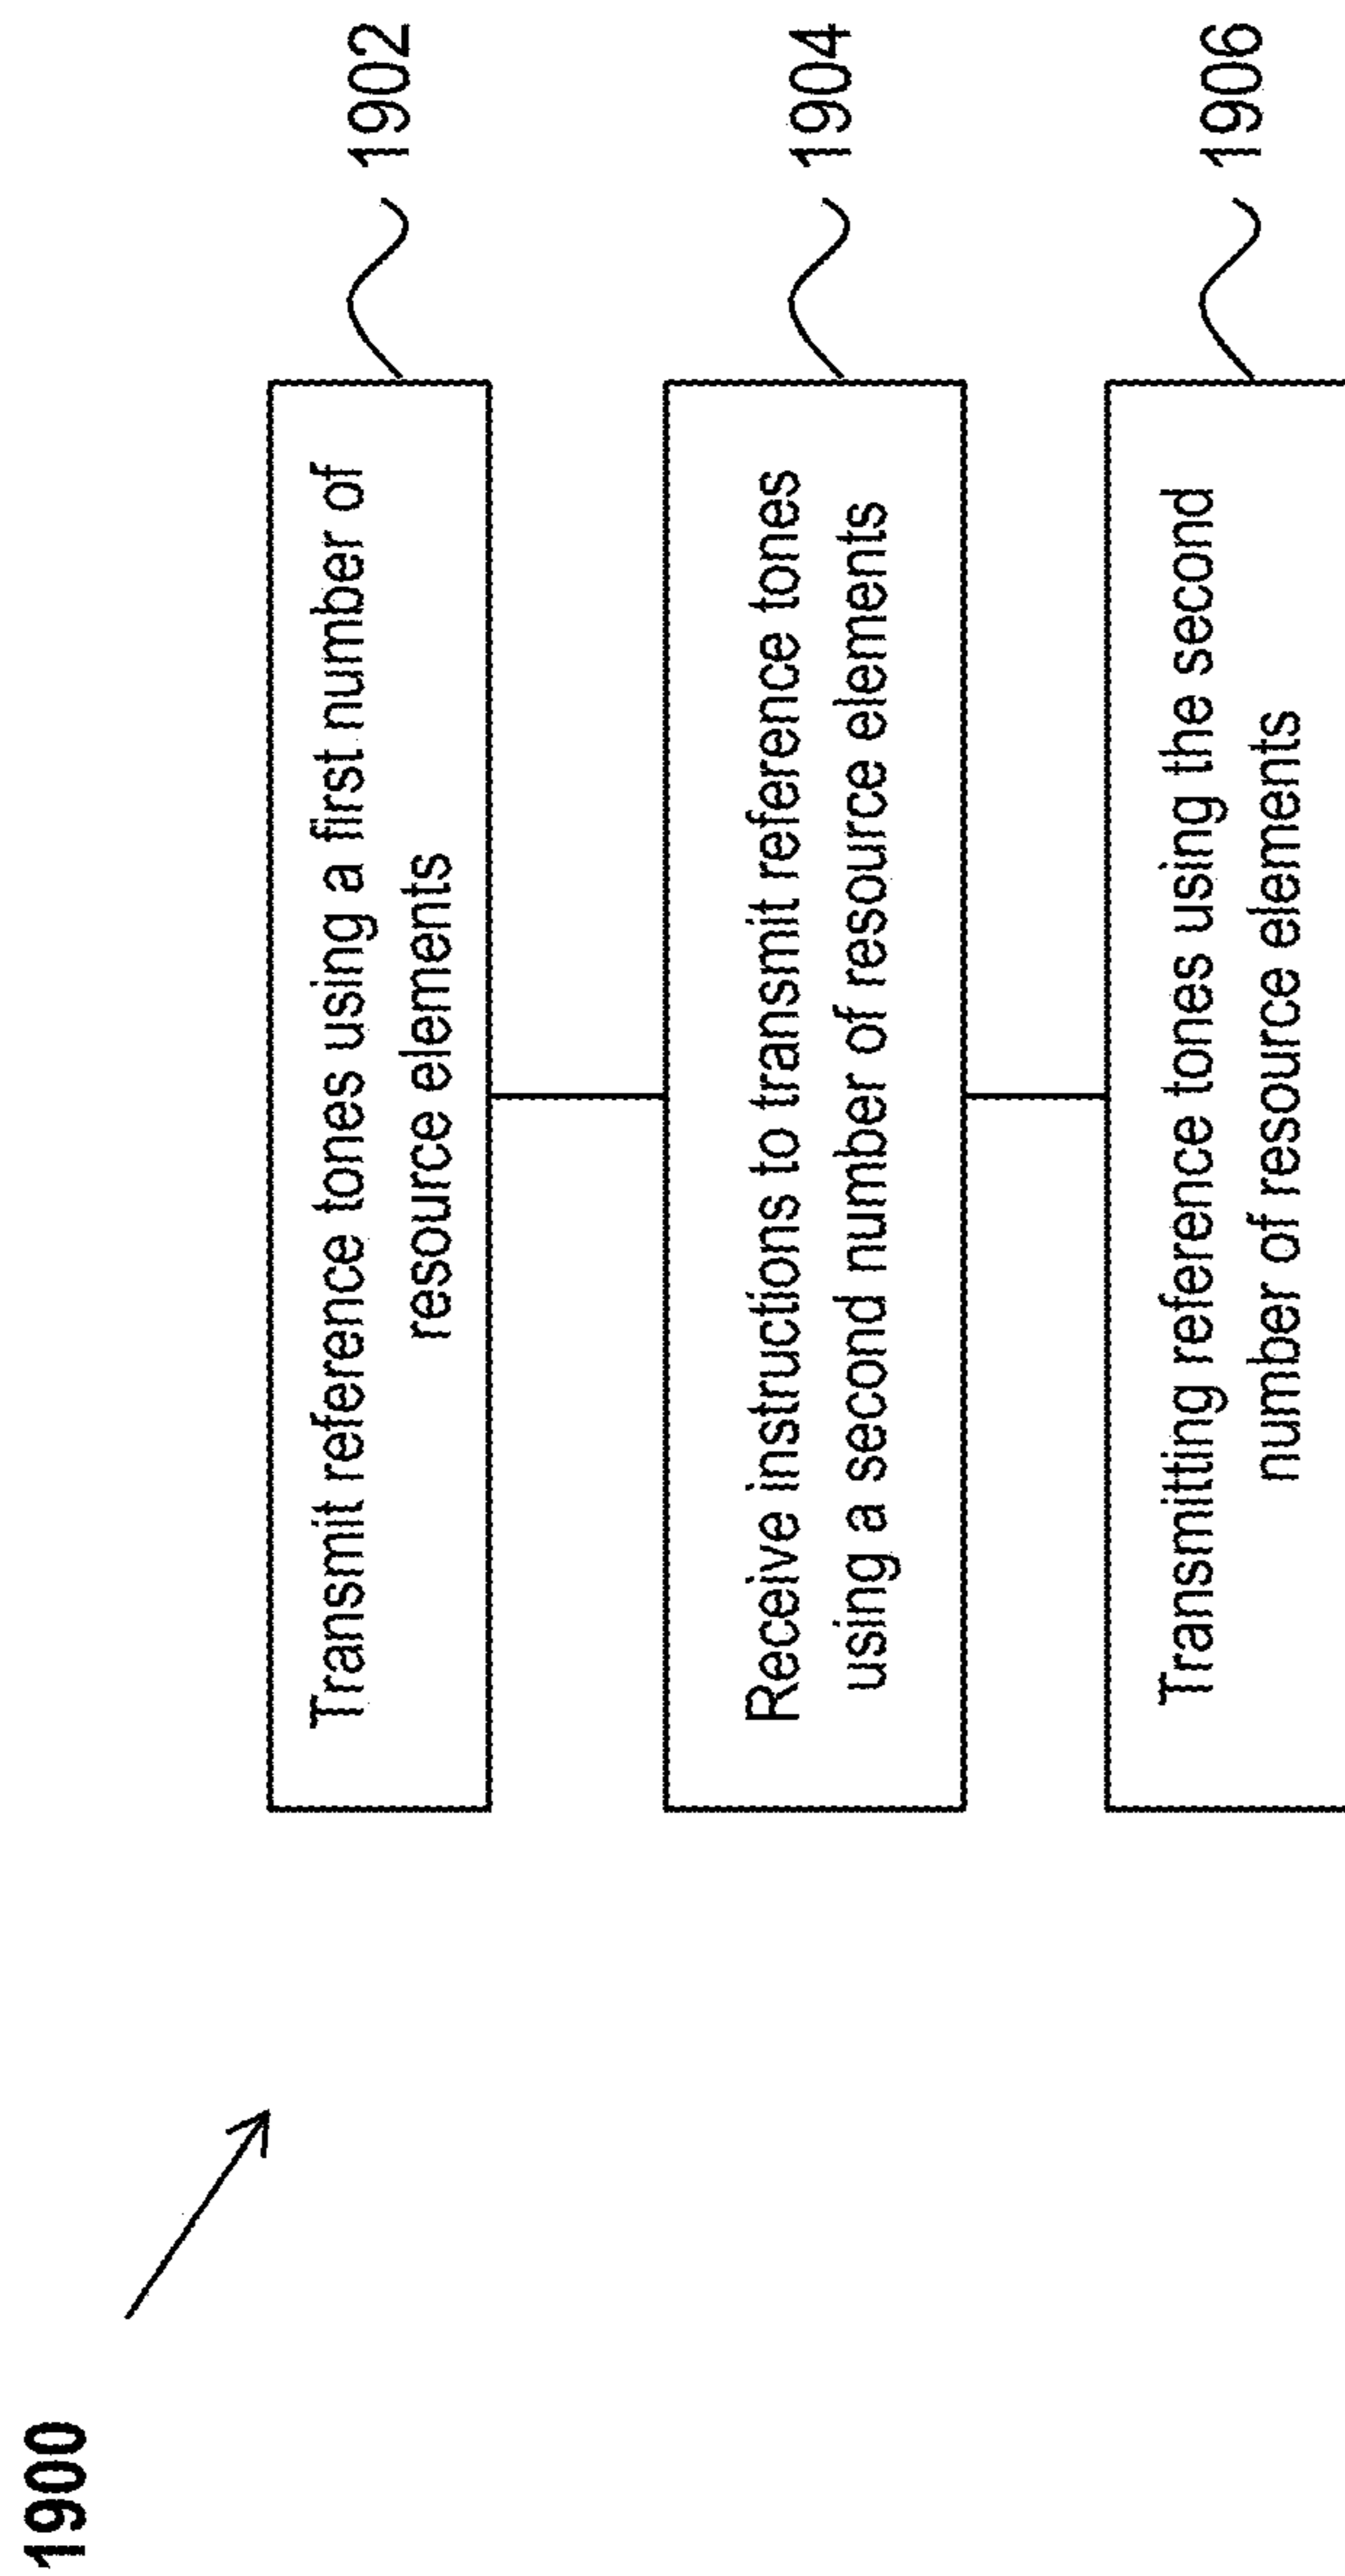 1900
Transmit reference tones using a first number of
resource elements
1902
Receive instructions to transmit reference tones
using a second number of resource elements
1904
Transmitting reference tones using the second
number of resource elements
1906